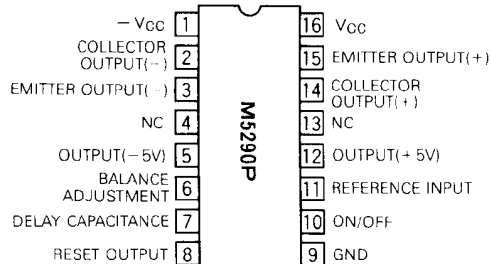 − VCC 1
COLLECTOR
OUTPUT(−) 2
EMITTER OUTPUT(−) 3
NC 4
OUTPUT(−5V) 5
BALANCE
ADJUSTMENT 6
DELAY CAPACITANCE 7
RESET OUTPUT 8
M5290P
16 VCC
15 EMITTER OUTPUT(+)
14 COLLECTOR
OUTPUT(+)
13 NC
12 OUTPUT(+5V)
11 REFERENCE INPUT
10 ON/OFF
9 GND